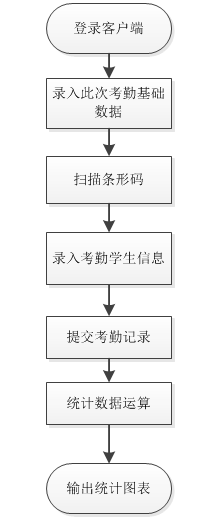 登录客户端
录入此次考勤基础
数据
扫描条形码
录入考勤学生信息
提交考勤记录
统计数据运算
输出统计图表